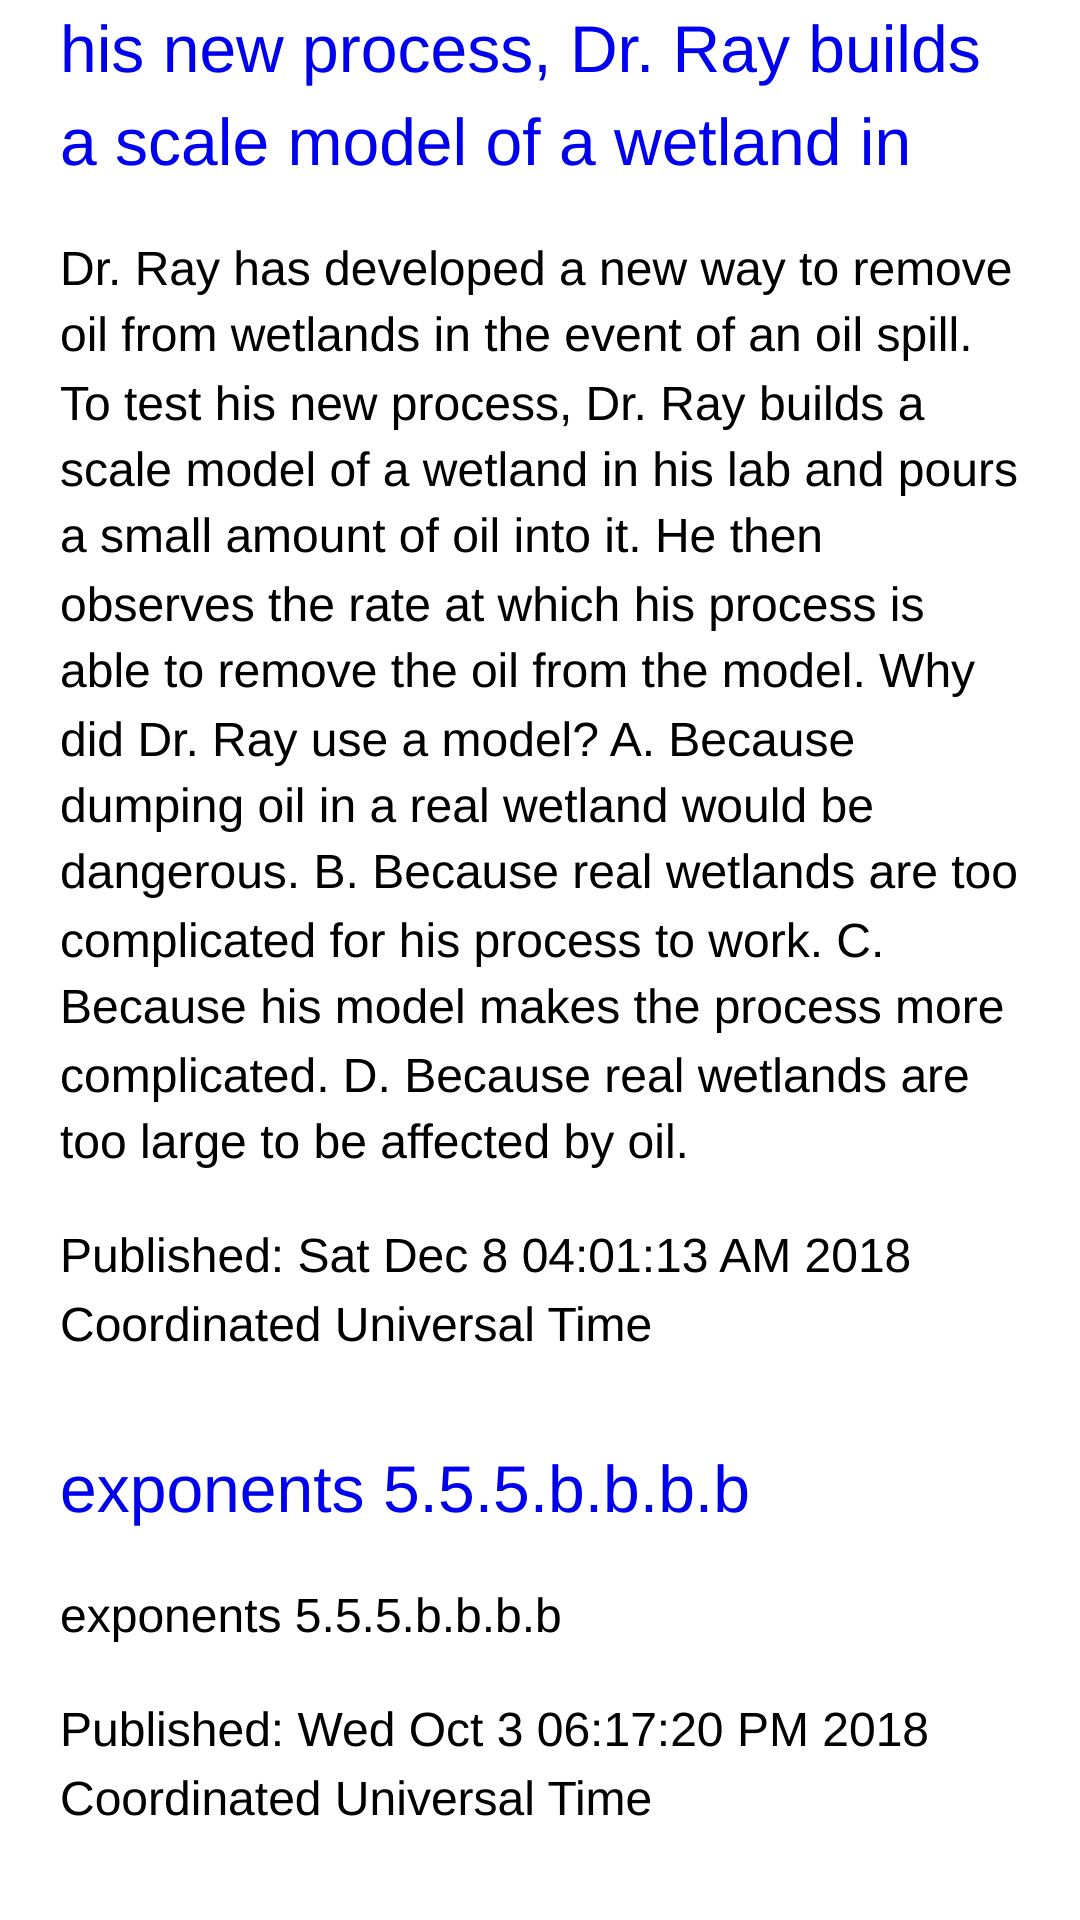 his new process, Dr. Ray builds
a scale model of a wetland in
Dr. Ray has developed a new way to remove
oil from wetlands in the event of an oil spill.
To test his new process, Dr. Ray builds a
scale model of a wetland in his lab and pours
a small amount of oil into it. He then
observes the rate at which his process is
able to remove the oil from the model. Why
did Dr. Ray use a model? A. Because
dumping oil in a real wetland would be
dangerous. B. Because real wetlands are too
complicated for his process to work. C.
Because his model makes the process more
complicated. D. Because real wetlands are
too large to be affected by oil.
Published: Sat Dec 8 04:01:13 AM 2018
Coordinated Universal Time
exponents 5.5.5.b.b.b.b
exponents 5.5.5.b.b.b.b
Published: Wed Oct 3 06:17:20 PM 2018
Coordinated Universal Time